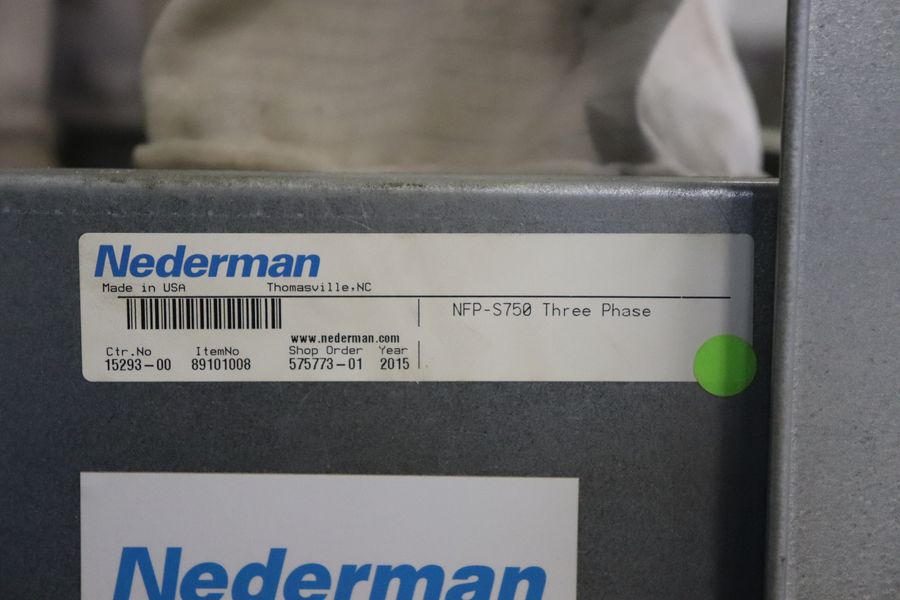 Nederman
Made in USA Thomasville,NC
NFP-S750 Three Phase
www.nederman.com
Ctr.No ItemNo Shop Order Year
15293-00 89101008 575773-01 2015
Nederman